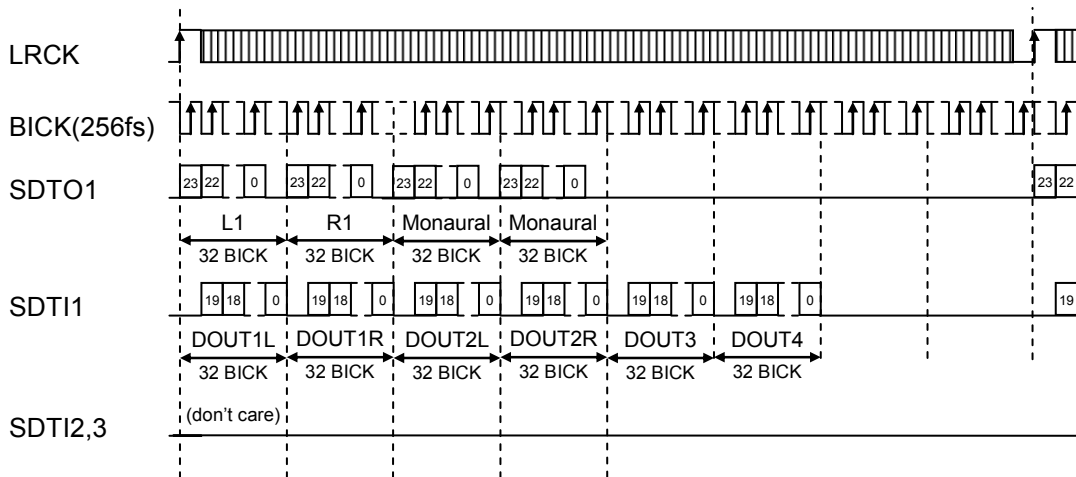 LRCK
BICK(256fs)
SDTO1
23 22 0 23 22 0 23 22 0 23 22 0 23 22
L1 R1 Monaural Monaural
32 BICK 32 BICK 32 BICK 32 BICK
SDTI1
19 18 0 19 18 0 19 18 0 19 18 0 19 18 0 19 18 0 19
DOUT1L DOUT1R DOUT2L DOUT2R DOUT3 DOUT4
32 BICK 32 BICK 32 BICK 32 BICK 32 BICK 32 BICK
(don't care)
SDTI2,3